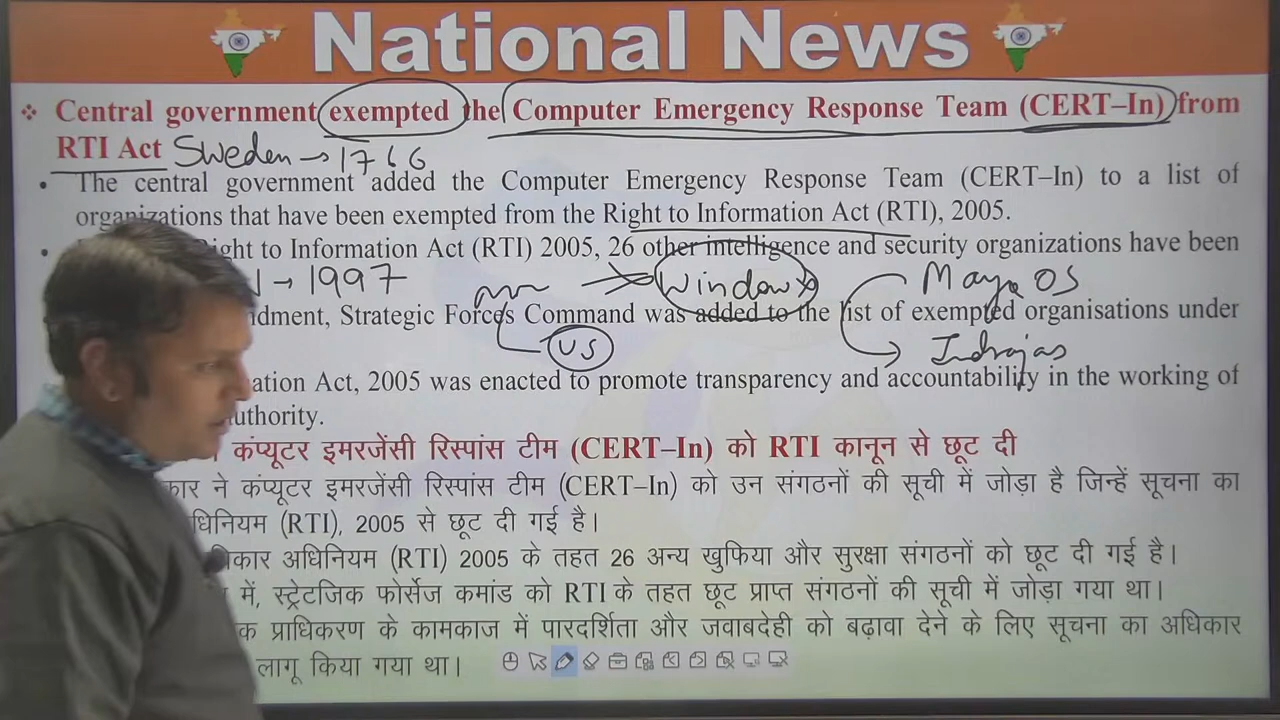 National News
❖ Central government exempted the Computer Emergency Response Team (CERT–In) from
RTI Act Sweden → 1766
• The central government added the Computer Emergency Response Team (CERT–In) to a list of
organizations that have been exempted from the Right to Information Act (RTI), 2005.
• ight to Information Act (RTI) 2005, 26 other intelligence and security organizations have been
→ 1997 Windows Maya OS
ndment, Strategic Forces Command was added to the list of exempted organisations under
US Indrajas
ation Act, 2005 was enacted to promote transparency and accountability in the working of
uthority.
कंप्यूटर इमरजेंसी रिस्पांस टीम (CERT–In) को RTI कानून से छूट दी
कार ने कंप्यूटर इमरजेंसी रिस्पांस टीम (CERT–In) को उन संगठनों की सूची में जोड़ा है जिन्हें सूचना का
धिनियम (RTI), 2005 से छूट दी गई है।
कार अधिनियम (RTI) 2005 के तहत 26 अन्य खुफिया और सुरक्षा संगठनों को छूट दी गई है।
में, स्ट्रेटजिक फोर्सेज कमांड को RTI के तहत छूट प्राप्त संगठनों की सूची में जोड़ा गया था।
क प्राधिकरण के कामकाज में पारदर्शिता और जवाबदेही को बढ़ावा देने के लिए सूचना का अधिकार
लागू किया गया था।